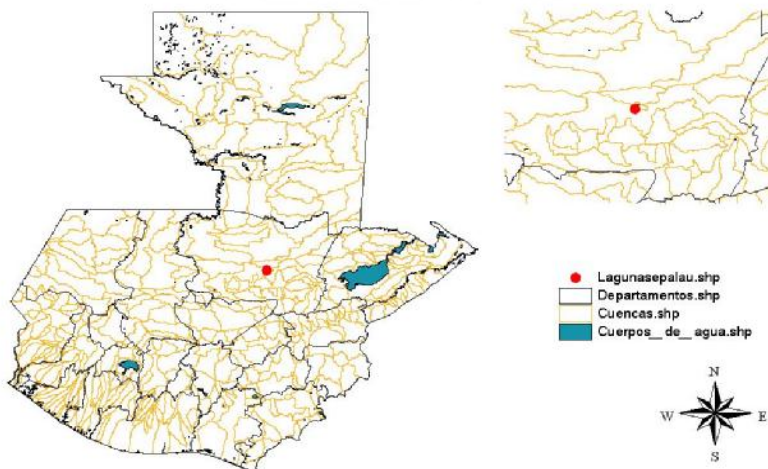 Lagunasepalau.shp
Departamentos.shp
Cuencas.shp
Cuerpos_de_agua.shp
N
W E
S